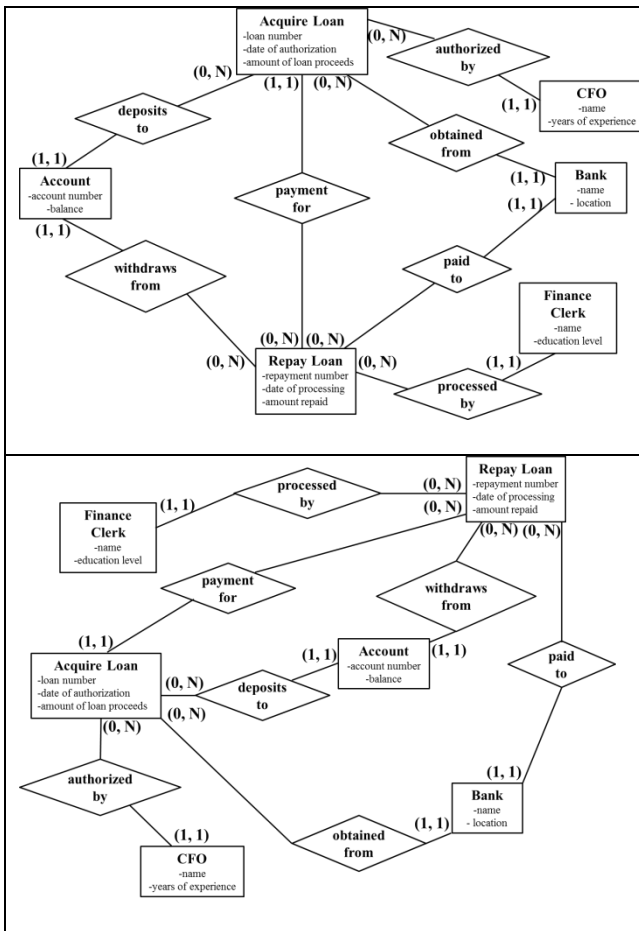 Acquire Loan
-loan number
-date of authorization
-amount of loan proceeds
(0, N)
authorized
by
(0, N)
(1, 1)
(0, N)
deposits
to
(1, 1)
CFO
-name
-years of experience
obtained
from
(1, 1)
Account
-account number
-balance
(1, 1)
Bank
-name
- location
(1, 1)
payment
for
(1, 1)
withdraws
from
paid
to
Finance
Clerk
-name
-education level
(0, N)
(0, N)
(0, N)
Repay Loan
-repayment number
-date of processing
-amount repaid
(0, N)
(1, 1)
processed
by
Repay Loan
-repayment number
-date of processing
-amount repaid
processed
by
(0, N)
(1, 1)
(0, N)
Finance
Clerk
-name
-education level
(0, N)
(0, N)
payment
for
withdraws
from
(1, 1)
Acquire Loan
-loan number
-date of authorization
-amount of loan proceeds
(0, N)
(1, 1)
Account
-account number
-balance
(1, 1)
paid
to
deposits
to
(0, N)
(0, N)
authorized
by
(1, 1)
Bank
-name
- location
(1, 1)
CFO
-name
-years of experience
obtained
from
(1, 1)